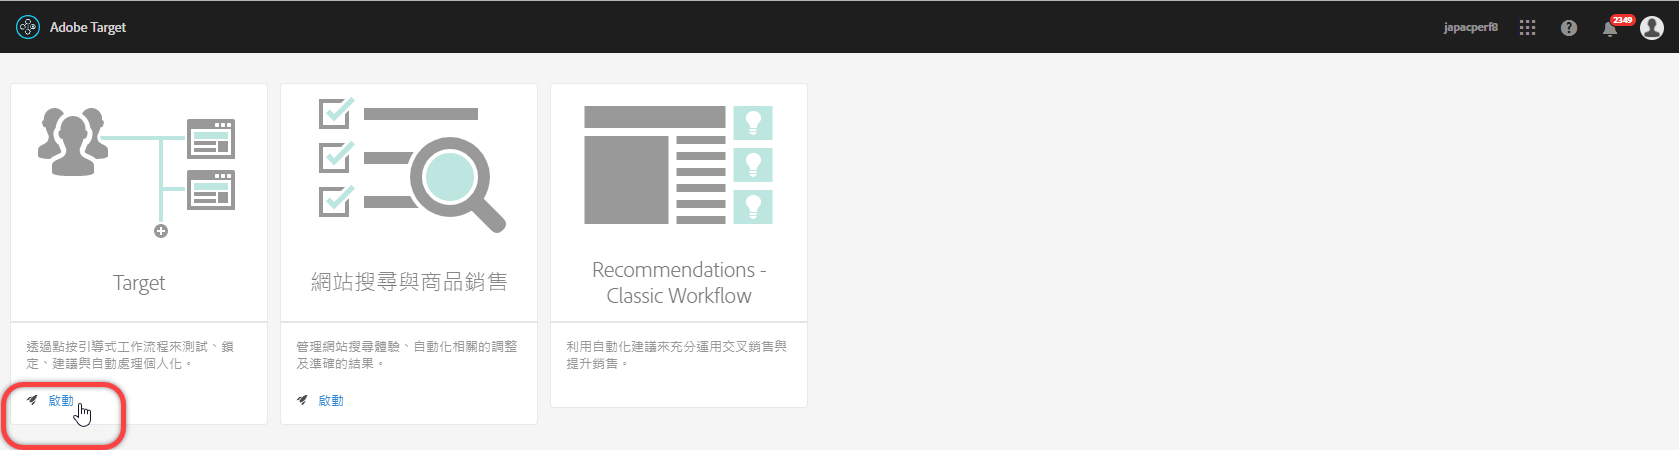 Adobe Target
japacperf8
2349
Target
透過點按引導式工作流程來測試、鎖
定、建議與自動處理個人化。
啟動
網站搜尋與商品銷售
管理網站搜尋體驗、自動化相關的調整
及準確的結果。
啟動
Recommendations -
Classic Workflow
利用自動化建議來充分運用交叉銷售與
提升銷售。